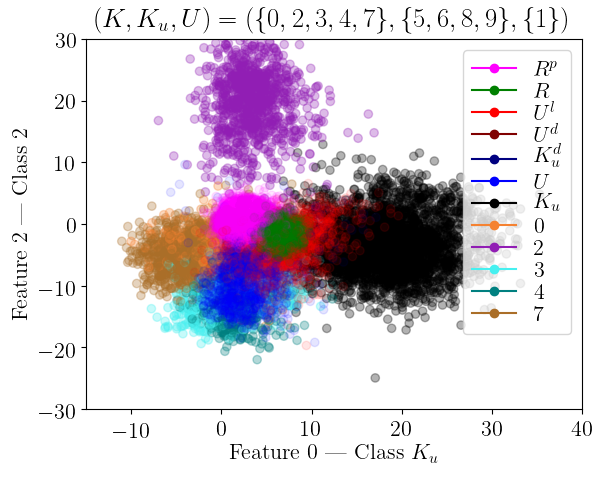 (K, K_u, U) = ({0, 2, 3, 4, 7}, {5, 6, 8, 9}, {1})
30
20
10
0
−10
−20
−30
Feature 2 — Class 2
R^p
R
U^l
U^d
K_u^d
U
K_u
0
2
3
4
7
−10
0
10
20
30
40
Feature 0 — Class K_u